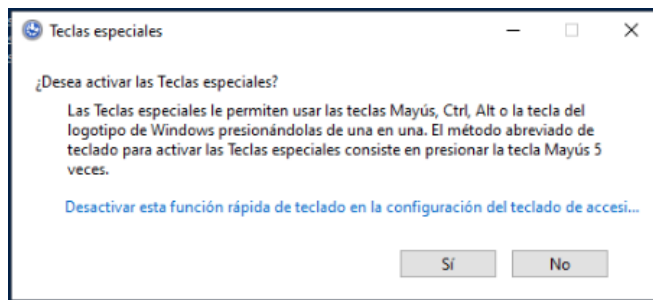 Teclas especiales
¿Desea activar las Teclas especiales?
Las Teclas especiales le permiten usar las teclas Mayús, Ctrl, Alt o la tecla del
logotipo de Windows presionándolas de una en una. El método abreviado de
teclado para activar las Teclas especiales consiste en presionar la tecla Mayús 5
veces.
Desactivar esta función rápida de teclado en la configuración del teclado de accesi...
Sí
No